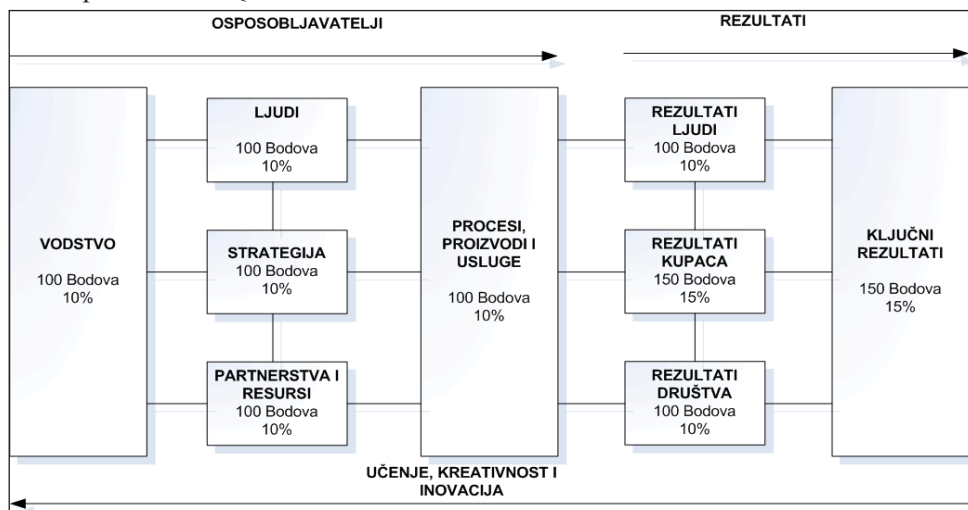 OSPOSOBLJAVATELJI
REZULTATI
VODSTVO
100 Bodova
10%
LJUDI
100 Bodova
10%
STRATEGIJA
100 Bodova
10%
PARTNERSTVA I
RESURSI
100 Bodova
10%
PROCESI,
PROIZVODI I
USLUGE
100 Bodova
10%
REZULTATI
LJUDI
100 Bodova
10%
REZULTATI
KUPACA
150 Bodova
15%
REZULTATI
DRUŠTVA
100 Bodova
10%
KLJUČNI
REZULTATI
150 Bodova
15%
UČENJE, KREATIVNOST I
INOVACIJA